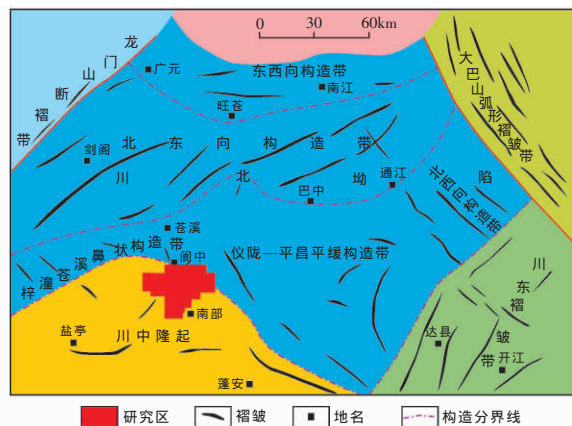 0 30 60km
龙门山断褶带
广元
东西向构造带
南江
大巴山弧形褶皱带
旺苍
北东向构造带
剑阁
川北坳陷
通江
巴中
北西向构造带
苍溪
梓潼苍溪鼻状构造带
阆中
仪陇—平昌平缓构造带
川东褶皱带
南部
盐亭
川中隆起
达县
开江
蓬安
研究区
褶皱
地名
构造分界线